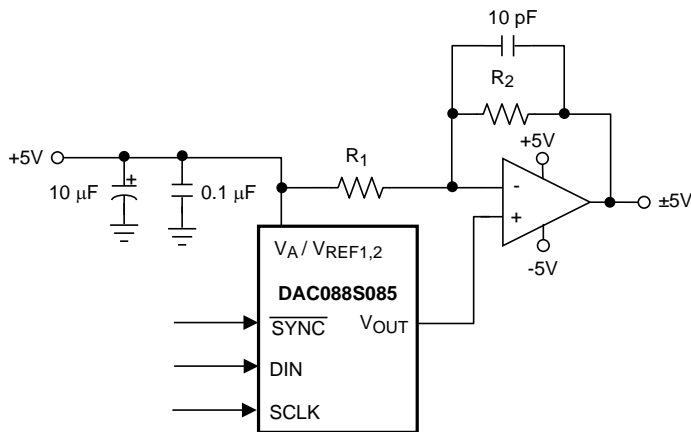 10 pF
R2
+5V
+5V
R1
10 µF
+
0.1 µF
-
+
±5V
-5V
VA / VREF1,2
DAC088S085
SYNC
VOUT
DIN
SCLK